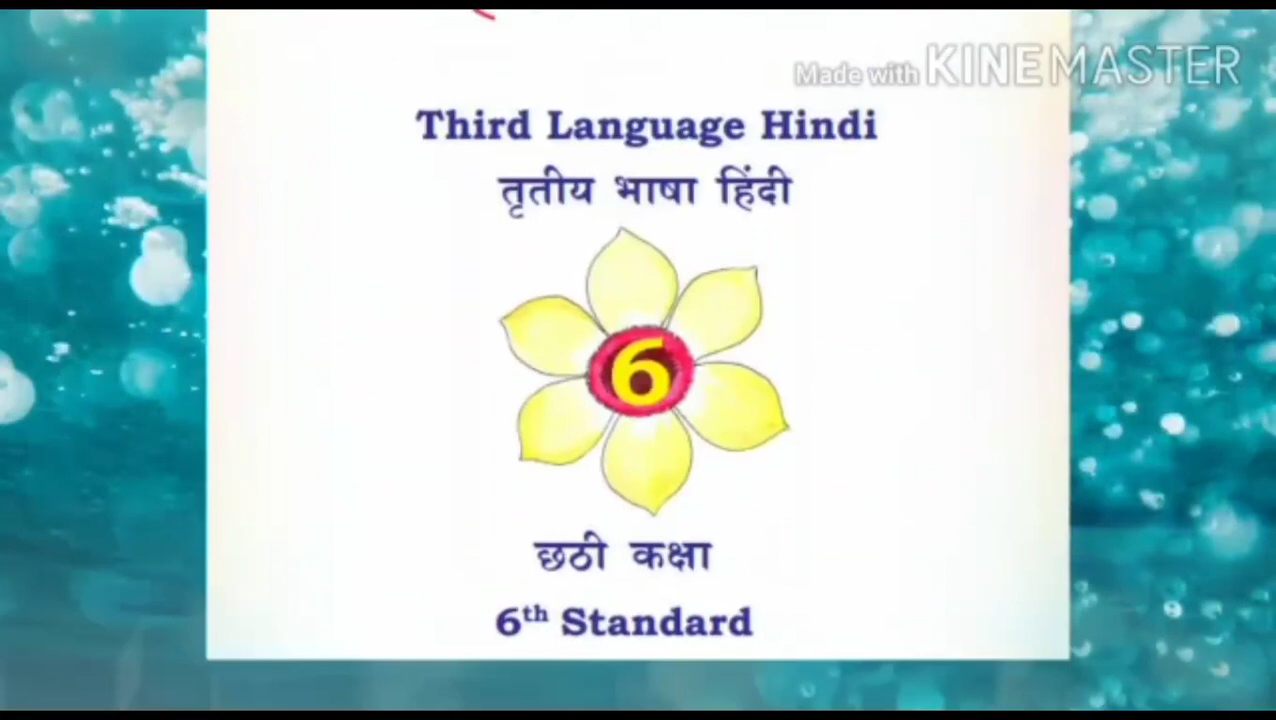 Made with KINEMASTER
Third Language Hindi
तृतीय भाषा हिंदी
6
छठी कक्षा
6th Standard